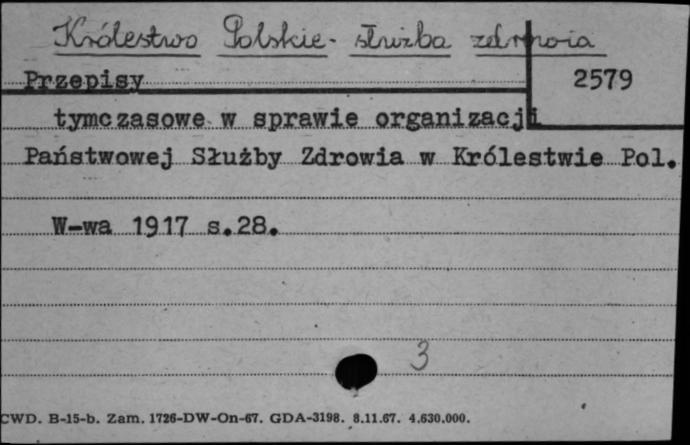 Królestwo Polskie - służba zdrowia
Przepisy
2579
tymczasowe w sprawie organizacji
Państwowej Służby Zdrowia w Królestwie Pol.
W-wa 1917 s.28.
3
CWD. B-15-b. Zam. 1726-DW-On-67. GDA-3198. 8.11.67. 4.630.000.